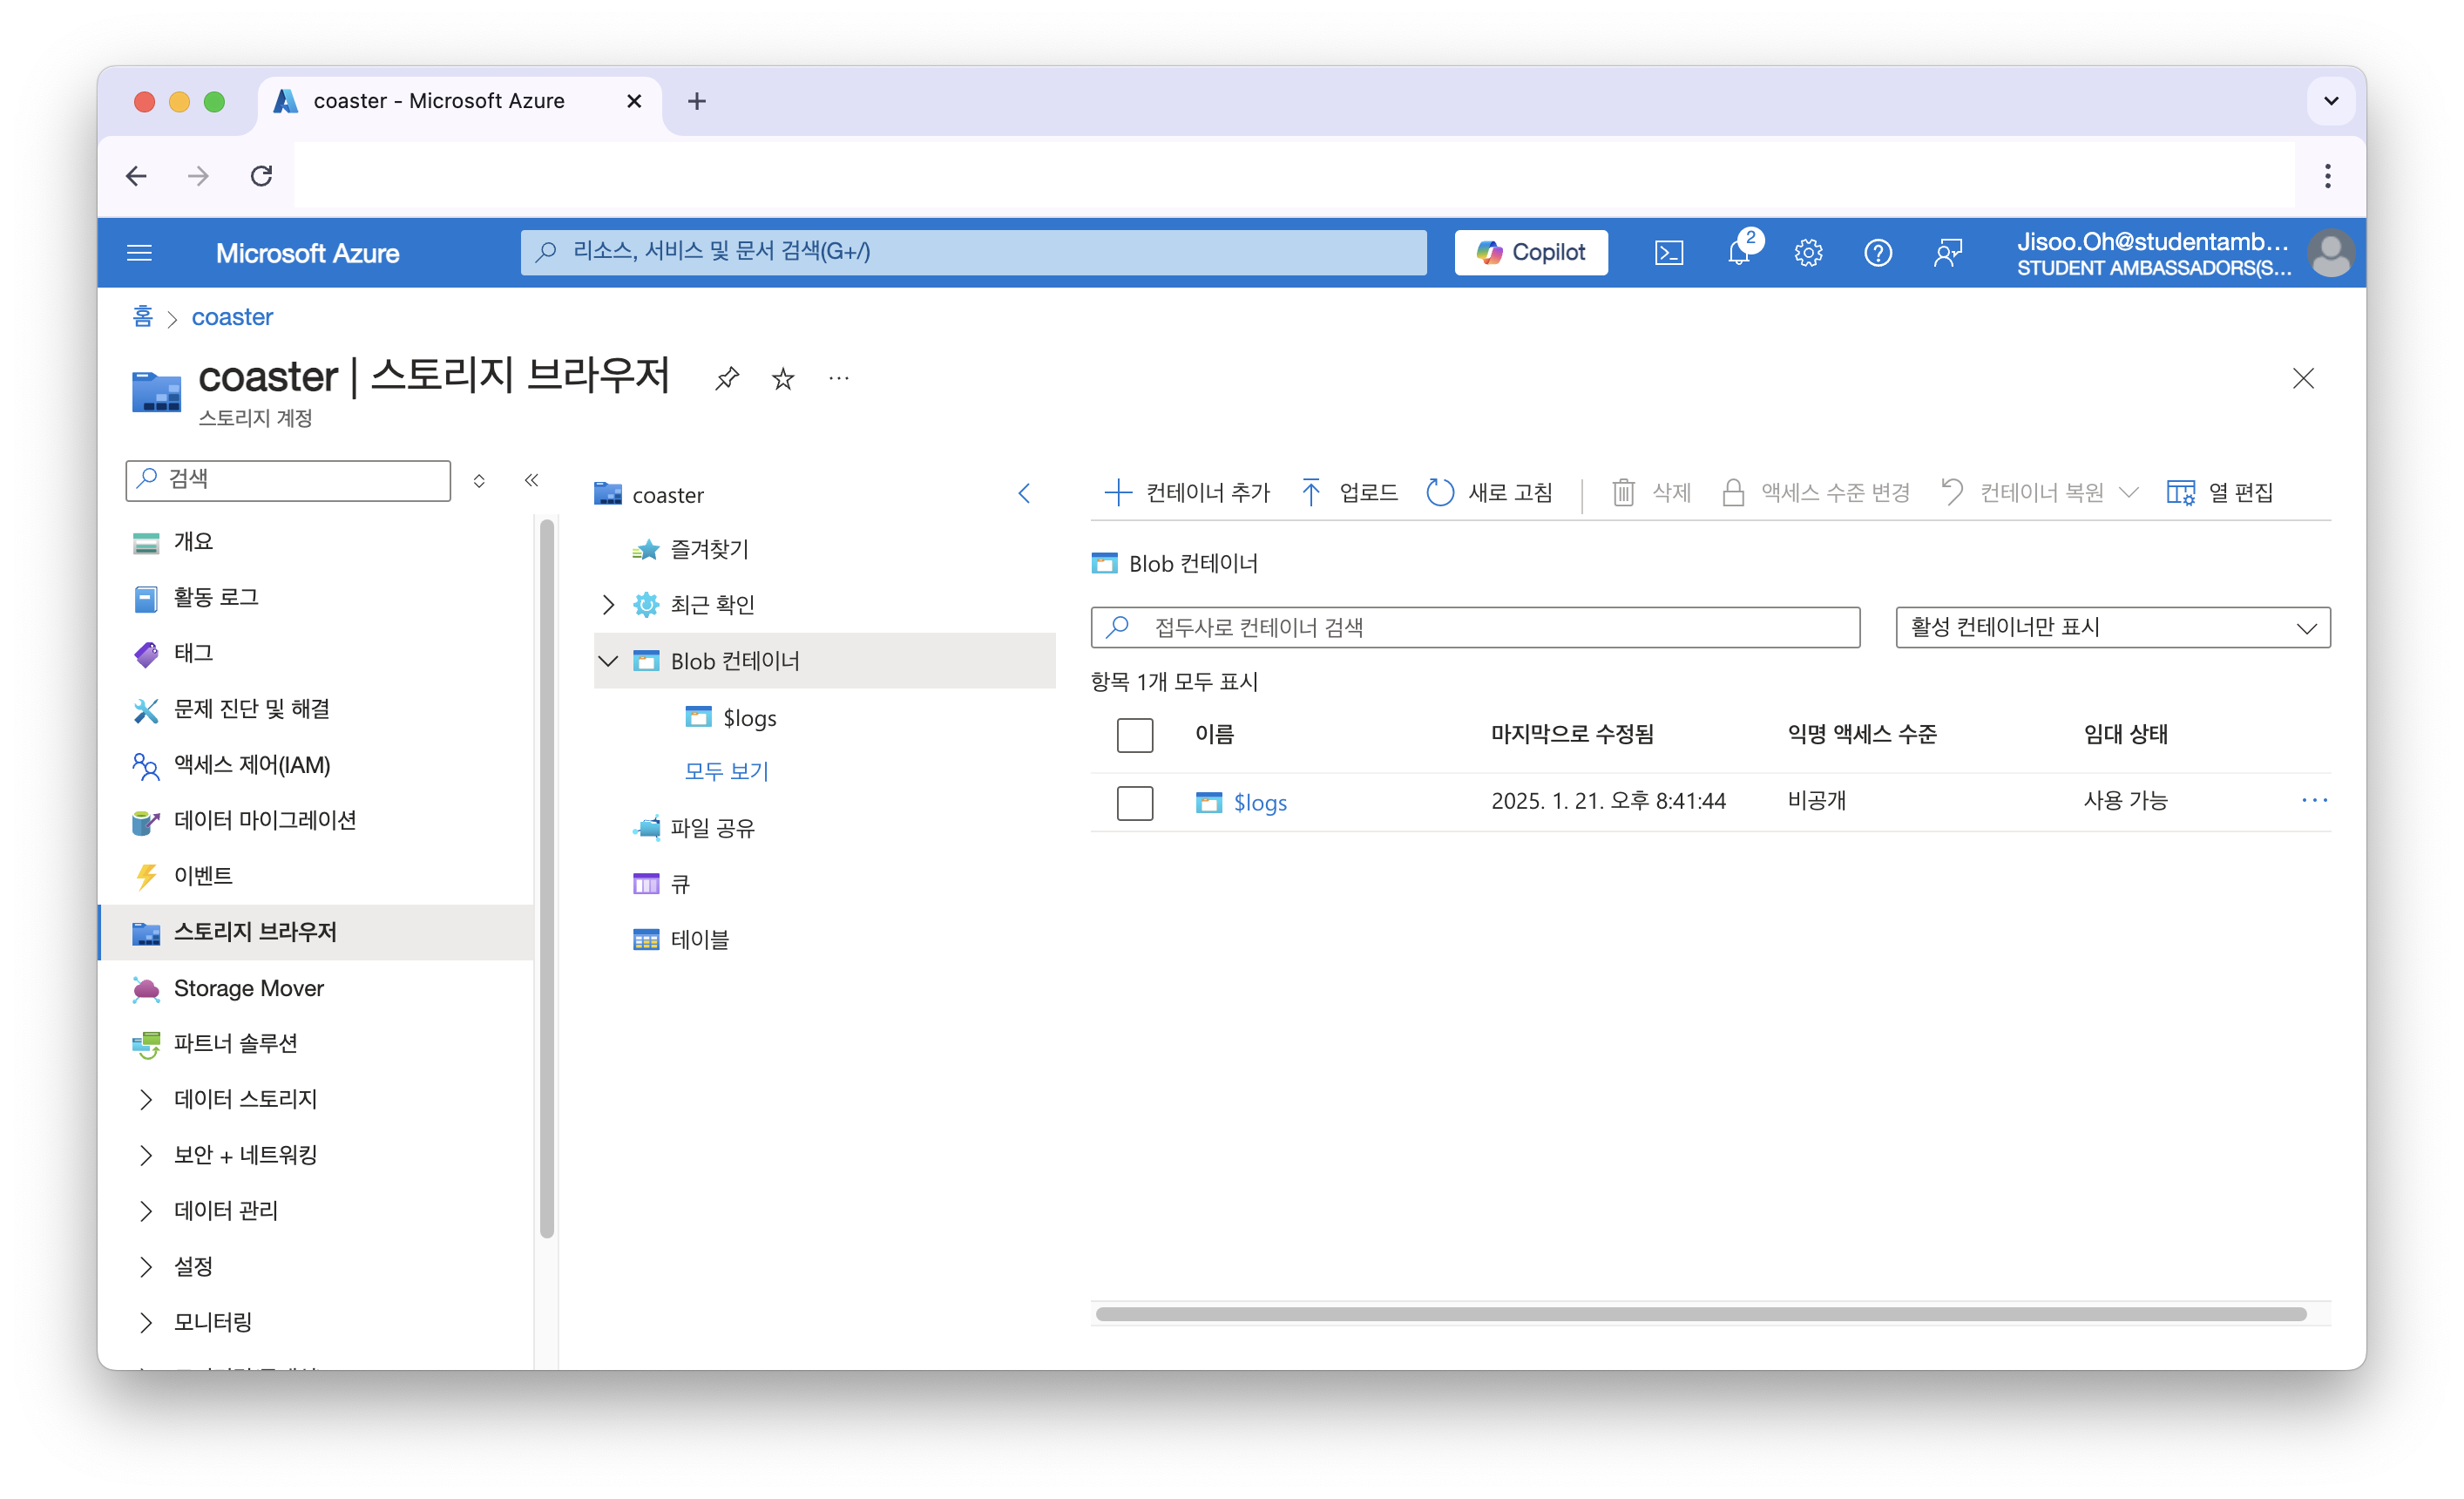 coaster - Microsoft Azure
Microsoft Azure
리소스, 서비스 및 문서 검색(G+/)
Copilot
2
Jisoo.Oh@studentamb...
STUDENT AMBASSADORS(S...
홈 > coaster
coaster | 스토리지 브라우저
스토리지 계정
검색
개요
활동 로그
태그
문제 진단 및 해결
액세스 제어(IAM)
데이터 마이그레이션
이벤트
스토리지 브라우저
Storage Mover
파트너 솔루션
데이터 스토리지
보안 + 네트워킹
데이터 관리
설정
모니터링
coaster
즐겨찾기
최근 확인
Blob 컨테이너
$logs
모두 보기
파일 공유
큐
테이블
컨테이너 추가 업로드 새로 고침 삭제 액세스 수준 변경 컨테이너 복원 열 편집
Blob 컨테이너
접두사로 컨테이너 검색
활성 컨테이너만 표시
항목 1개 모두 표시
이름 마지막으로 수정됨 익명 액세스 수준 임대 상태
$logs 2025. 1. 21. 오후 8:41:44 비공개 사용 가능